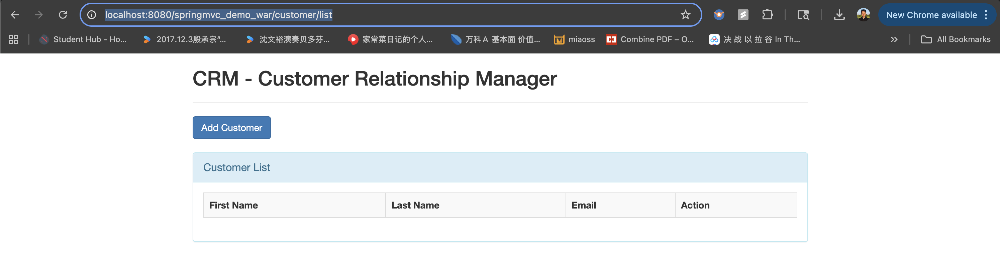 localhost:8080/springmvc_demo_war/customer/list
New Chrome available
Student Hub - Ho...
2017.12.3殷承宗“...
沈文裕演奏贝多芬...
家常菜日记的个人...
万科A 基本面 价值...
miaoss
Combine PDF – O...
决 战 以 拉 谷 In Th...
All Bookmarks
CRM - Customer Relationship Manager
Add Customer
Customer List
First Name
Last Name
Email
Action